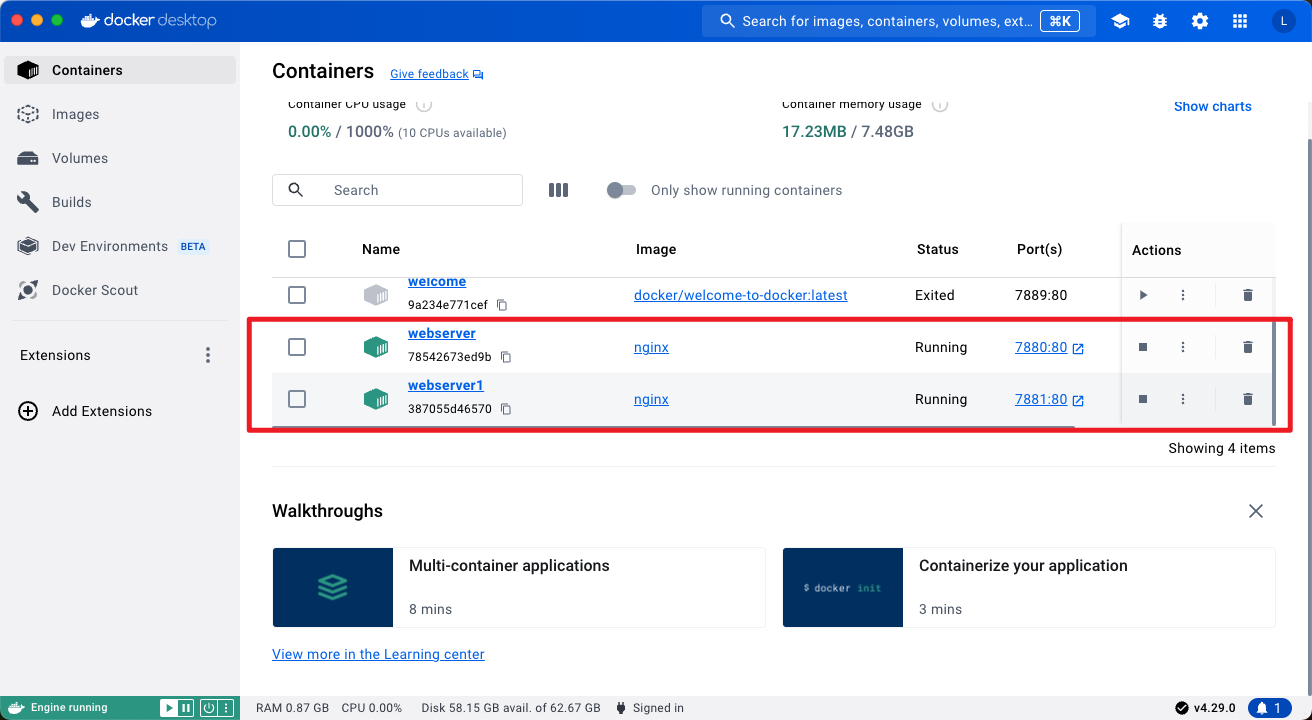 docker desktop
Search for images, containers, volumes, ext...
⌘K
L
Containers
Images
Volumes
Builds
Dev Environments BETA
Docker Scout
Extensions
Add Extensions
Containers Give feedback
Container CPU usage
0.00% / 1000% (10 CPUs available)
Container memory usage
17.23MB / 7.48GB
Show charts
Search
Only show running containers
Name Image Status Port(s) Actions
welcome
9a234e771cef
docker/welcome-to-docker:latest Exited 7889:80
webserver
78542673ed9b
nginx Running 7880:80
webserver1
387055d46570
nginx Running 7881:80
Showing 4 items
Walkthroughs
Multi-container applications
8 mins
$ docker init
Containerize your application
3 mins
View more in the Learning center
Engine running
RAM 0.87 GB CPU 0.00% Disk 58.15 GB avail. of 62.67 GB Signed in
v4.29.0
1